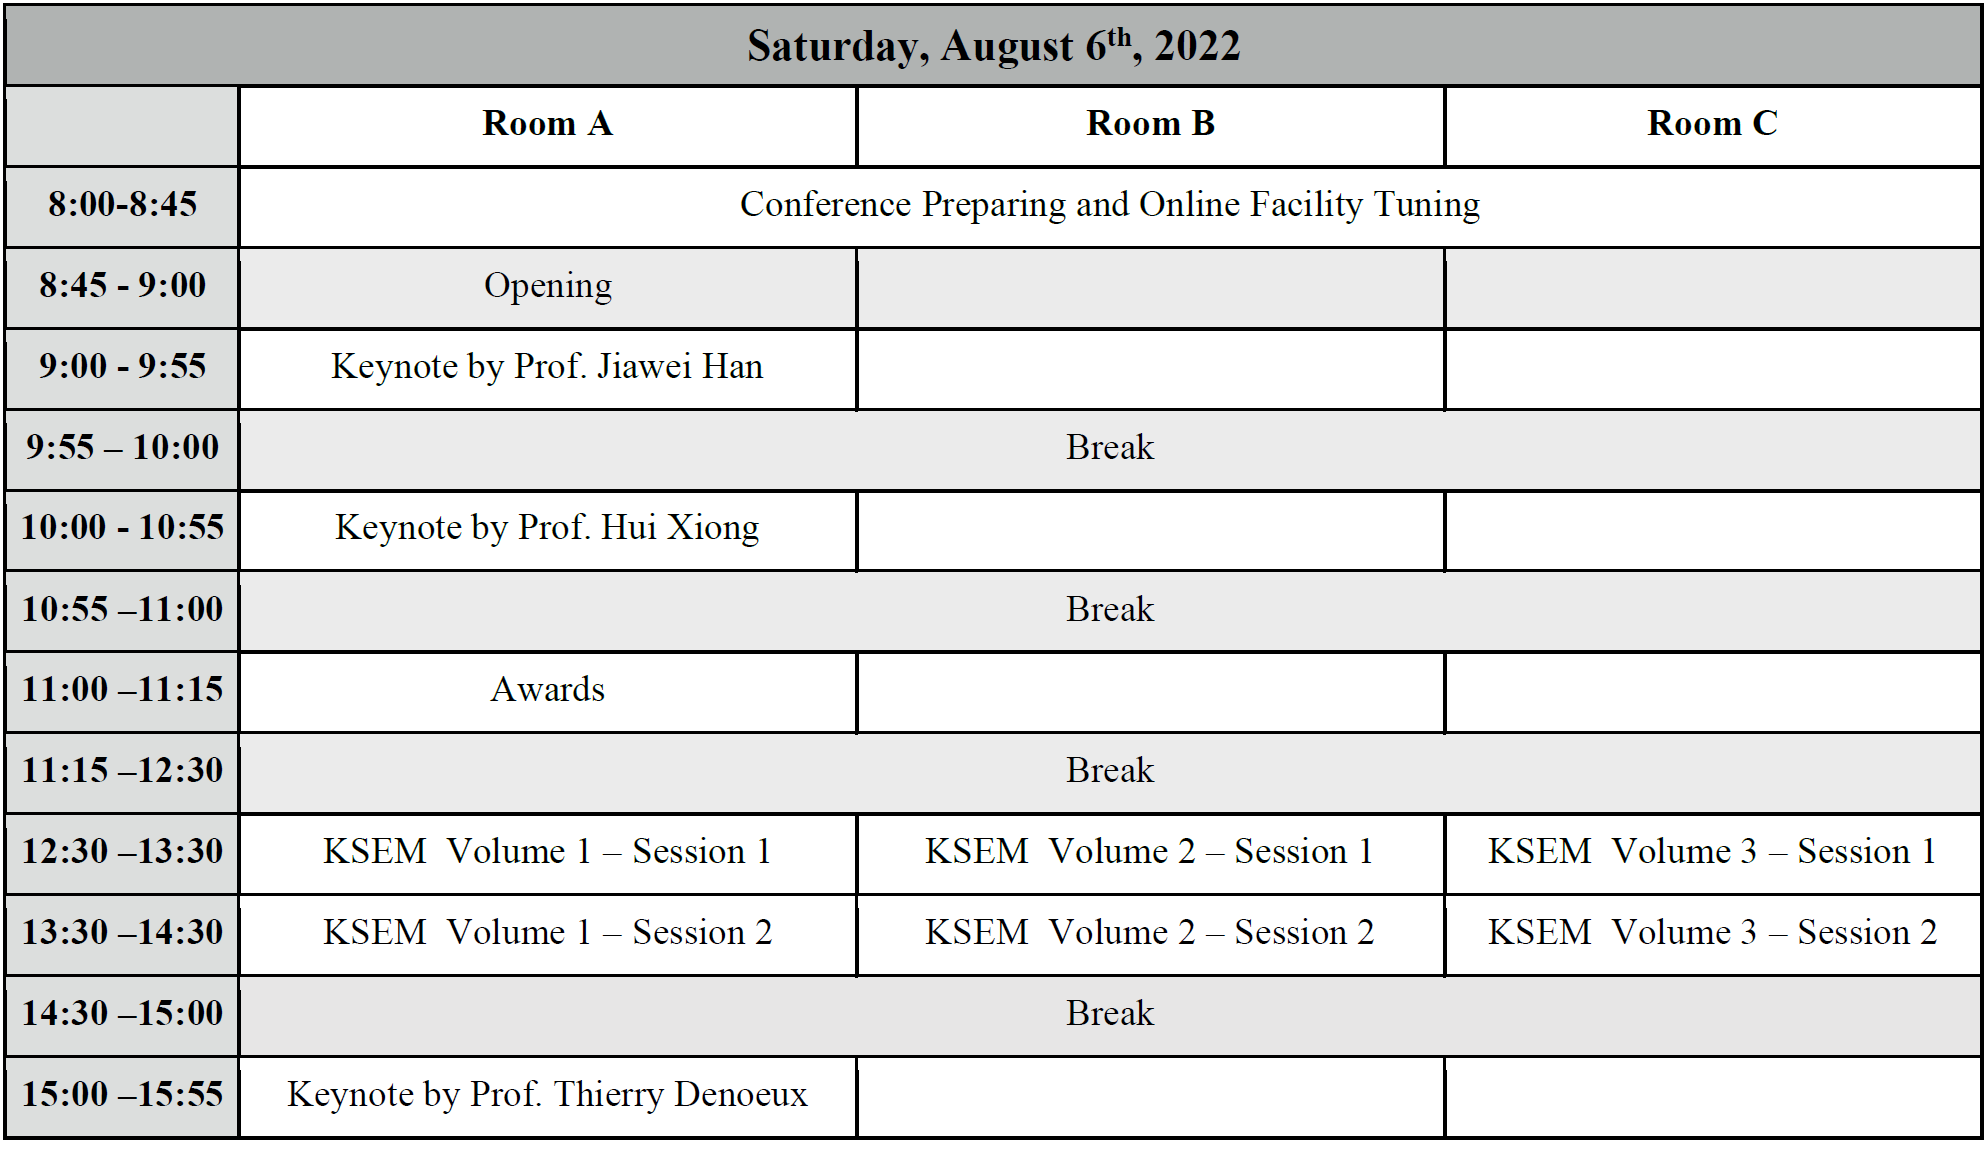 Saturday, August 6th, 2022
Room A Room B Room C
8:00-8:45 Conference Preparing and Online Facility Tuning
8:45 - 9:00 Opening
9:00 - 9:55 Keynote by Prof. Jiawei Han
9:55 – 10:00 Break
10:00 - 10:55 Keynote by Prof. Hui Xiong
10:55 –11:00 Break
11:00 –11:15 Awards
11:15 –12:30 Break
12:30 –13:30 KSEM  Volume 1 – Session 1 KSEM  Volume 2 – Session 1 KSEM  Volume 3 – Session 1
13:30 –14:30 KSEM  Volume 1 – Session 2 KSEM  Volume 2 – Session 2 KSEM  Volume 3 – Session 2
14:30 –15:00 Break
15:00 –15:55 Keynote by Prof. Thierry Denoeux